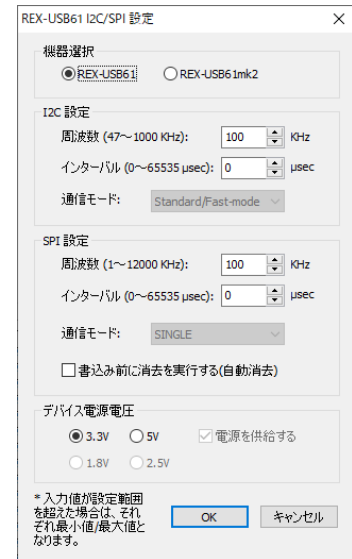 REX-USB61 I2C/SPI 設定
機器選択
REX-USB61 REX-USB61mk2
I2C 設定
周波数 (47～1000 KHz): 100 KHz
インターバル (0～65535 μsec): 0 μsec
通信モード: Standard/Fast-mode
SPI 設定
周波数 (1～12000 KHz): 100 KHz
インターバル (0～65535 μsec): 0 μsec
通信モード: SINGLE
書込み前に消去を実行する(自動消去)
デバイス電源電圧
3.3V 5V 電源を供給する
1.8V 2.5V
* 入力値が設定範囲
を超えた場合は、それ
ぞれ最小値/最大値と
なります。
OK キャンセル